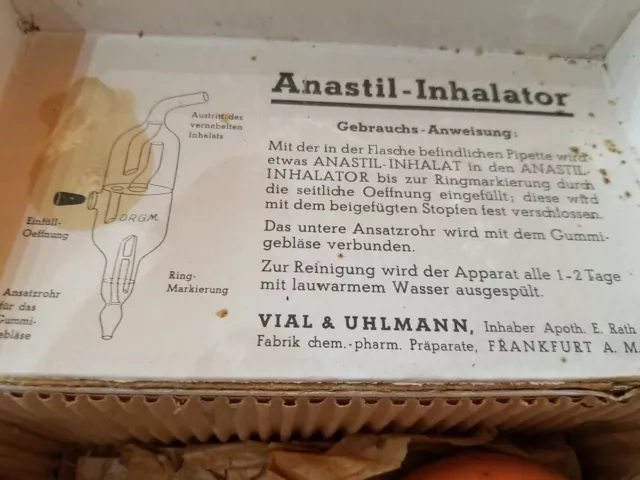 Anastil-Inhalator
Gebrauchs-Anweisung:
Mit der in der Flasche befindlichen Pipette wird
etwas ANASTIL-INHALAT in den ANASTIL-
INHALATOR bis zur Ringmarkierung durch
die seitliche Oeffnung eingefüllt; diese wird
mit dem beigefügten Stopfen fest verschlossen.
Das untere Ansatzrohr wird mit dem Gummi-
gebläse verbunden.
Zur Reinigung wird der Apparat alle 1-2 Tage
mit lauwarmem Wasser ausgespült.
VIAL & UHLMANN, Inhaber Apoth. E. Rath
Fabrik chem.-pharm. Präparate, FRANKFURT A. M.
Austritt des
vernebelten
Inhalats
D.R.G.M.
Einfüll-
Oeffnung
Ring-
Markierung
Ansatzrohr
für das
Gummi-
gebläse